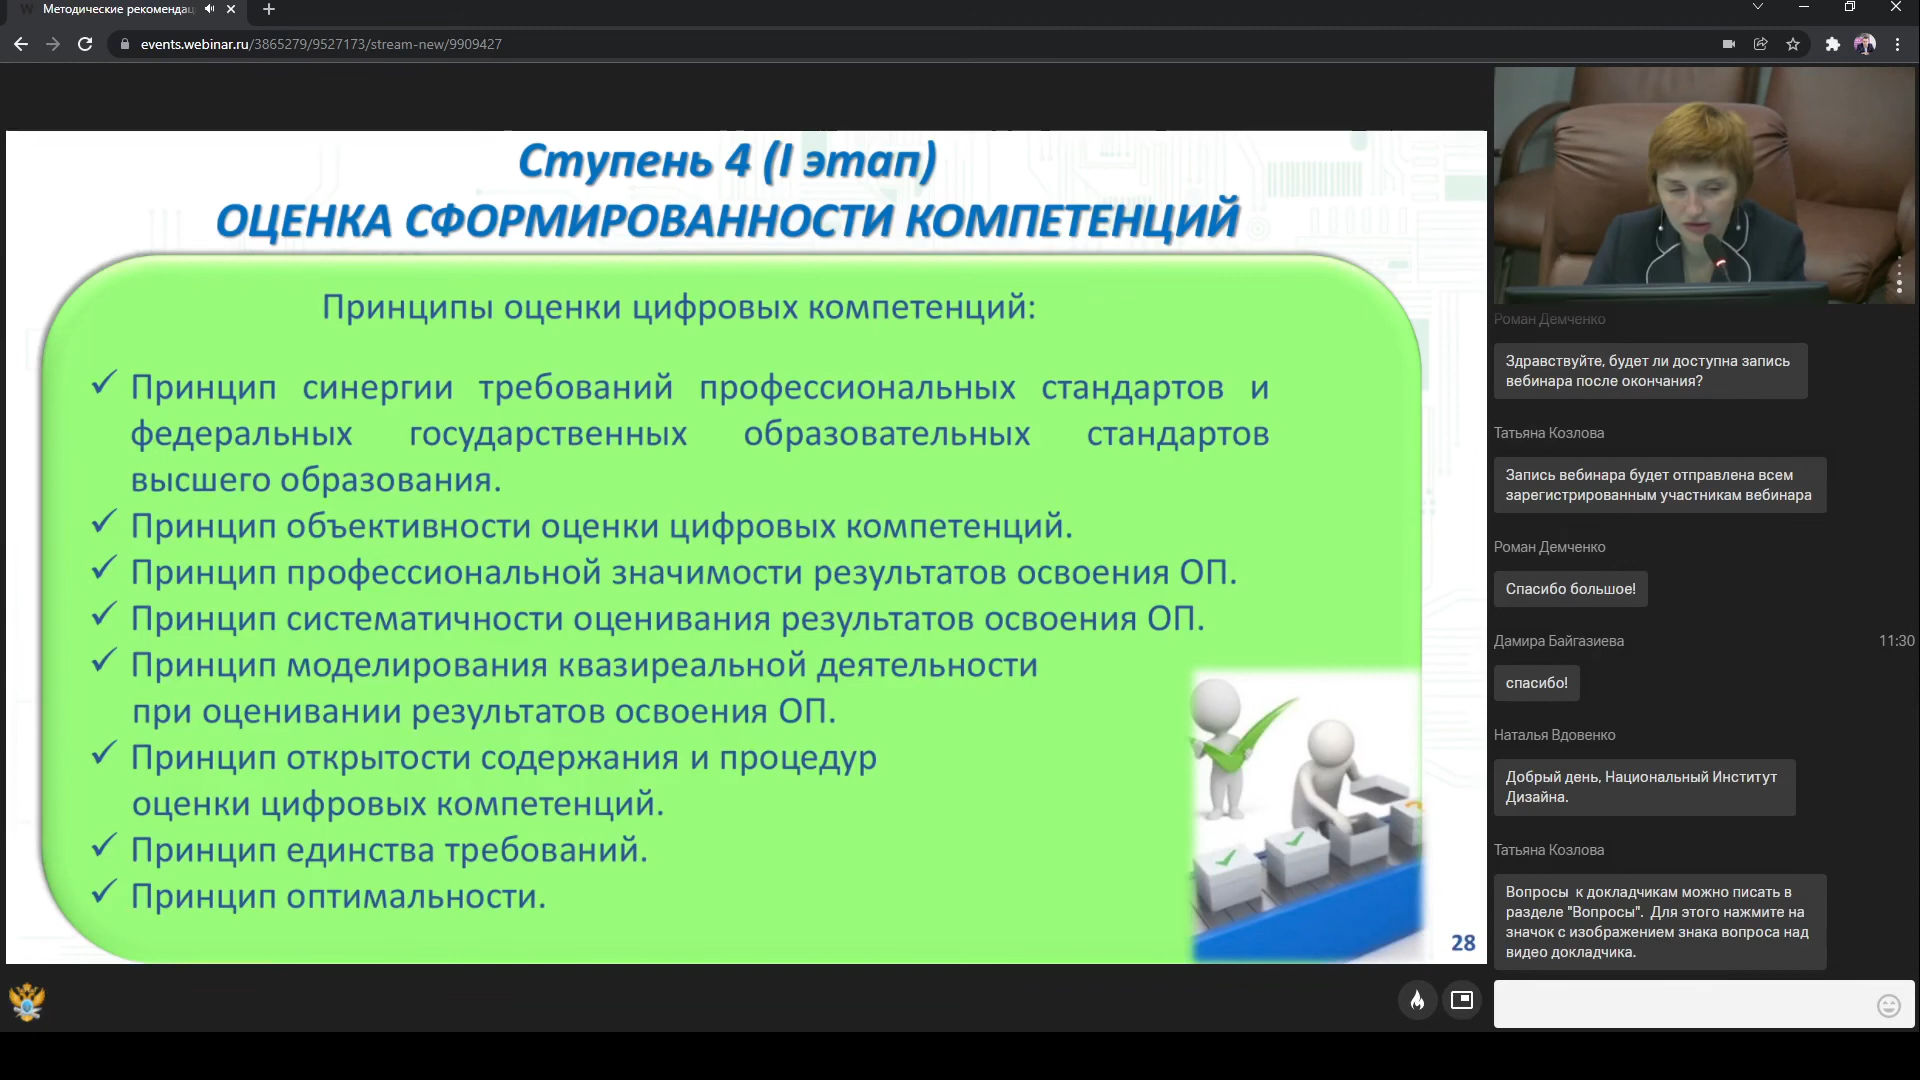 Методические рекомендац
events.webinar.ru/3865279/9527173/stream-new/9909427
Ступень 4 (I этап)
ОЦЕНКА СФОРМИРОВАННОСТИ КОМПЕТЕНЦИЙ
Принципы оценки цифровых компетенций:
✓ Принцип синергии требований профессиональных стандартов и
федеральных государственных образовательных стандартов
высшего образования.
✓ Принцип объективности оценки цифровых компетенций.
✓ Принцип профессиональной значимости результатов освоения ОП.
✓ Принцип систематичности оценивания результатов освоения ОП.
✓ Принцип моделирования квазиреальной деятельности
при оценивании результатов освоения ОП.
✓ Принцип открытости содержания и процедур
оценки цифровых компетенций.
✓ Принцип единства требований.
✓ Принцип оптимальности.
28
Роман Демченко
Здравствуйте, будет ли доступна запись
вебинара после окончания?
Татьяна Козлова
Запись вебинара будет отправлена всем
зарегистрированным участникам вебинара
Роман Демченко
Спасибо большое!
Дамира Байгазиева 11:30
спасибо!
Наталья Вдовенко
Добрый день, Национальный Институт
Дизайна.
Татьяна Козлова
Вопросы к докладчикам можно писать в
разделе "Вопросы". Для этого нажмите на
значок с изображением знака вопроса над
видео докладчика.